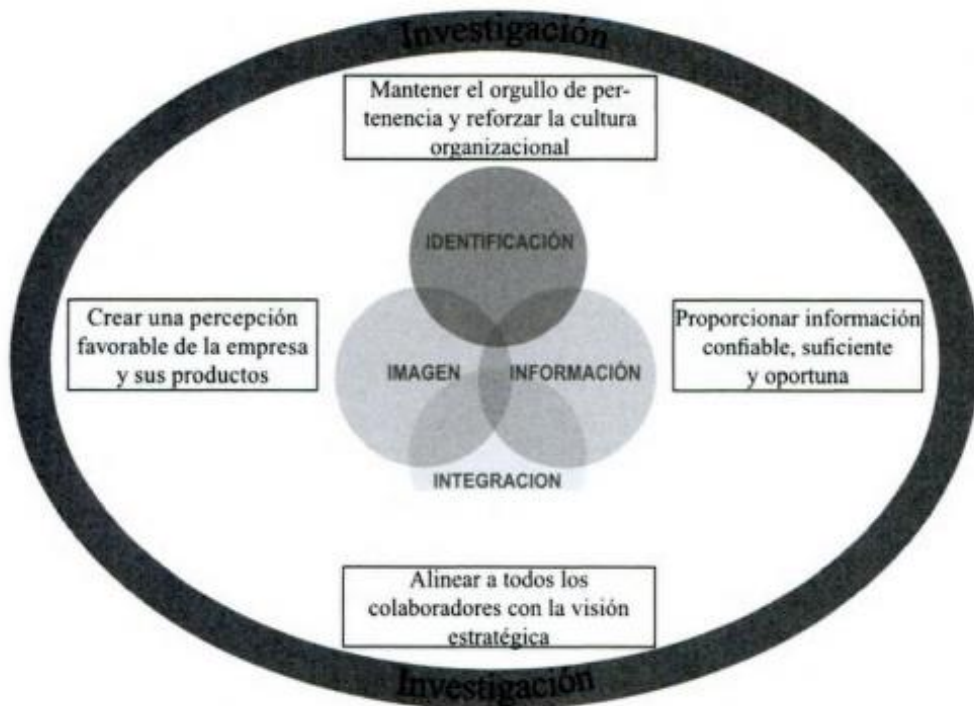 Investigación
Mantener el orgullo de per-
tenencia y reforzar la cultura
organizacional
IDENTIFICACIÓN
Crear una percepción
favorable de la empresa
y sus productos
IMAGEN
INFORMACIÓN
Proporcionar información
confiable, suficiente
y oportuna
INTEGRACION
Alinear a todos los
colaboradores con la visión
estratégica
Investigación